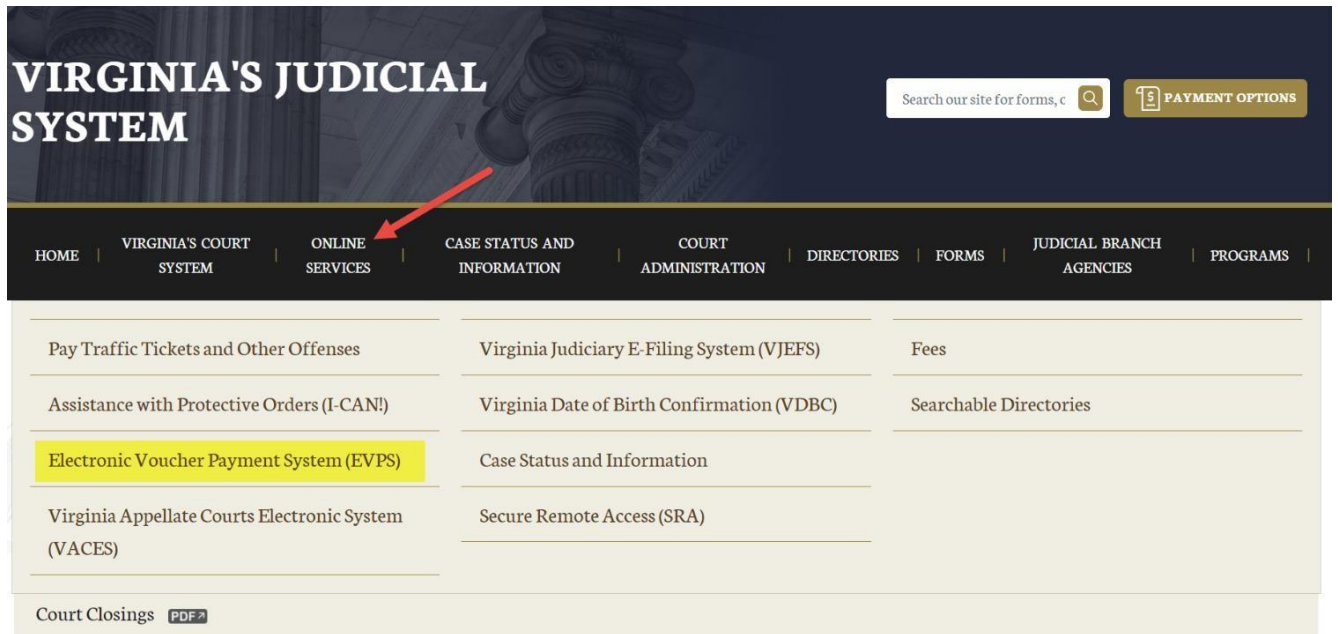 VIRGINIA'S JUDICIAL
SYSTEM
Search our site for forms, c
PAYMENT OPTIONS
HOME
VIRGINIA'S COURT
SYSTEM
ONLINE
SERVICES
CASE STATUS AND
INFORMATION
COURT
ADMINISTRATION
DIRECTORIES
FORMS
JUDICIAL BRANCH
AGENCIES
PROGRAMS
Pay Traffic Tickets and Other Offenses
Assistance with Protective Orders (I-CAN!)
Electronic Voucher Payment System (EVPS)
Virginia Appellate Courts Electronic System
(VACES)
Virginia Judiciary E-Filing System (VJEFS)
Virginia Date of Birth Confirmation (VDBC)
Case Status and Information
Secure Remote Access (SRA)
Fees
Searchable Directories
Court Closings PDF